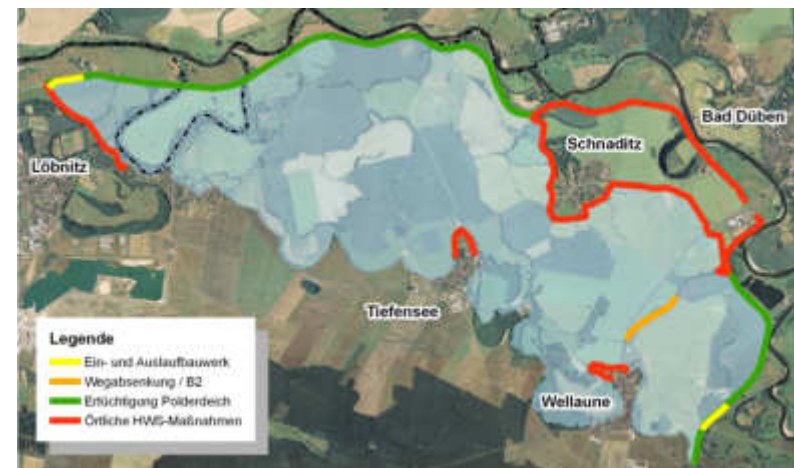 Bad Düben
Schnaditz
Löbnitz
Tiefensee
Wellaune
Legende
Ein- und Auslaufbauwerk
Wegabsenkung / B2
Ertüchtigung Polderdeich
Örtliche HWS-Maßnahmen